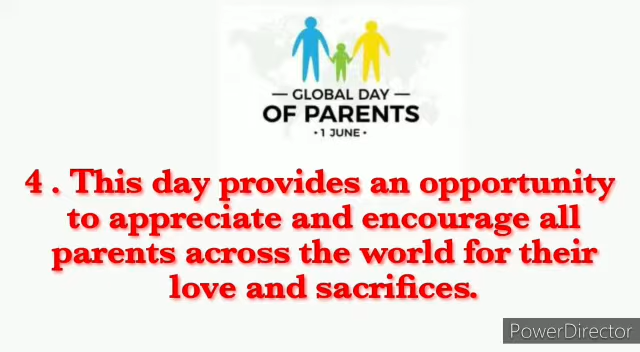 — GLOBAL DAY —
OF PARENTS
• 1 JUNE •
4 . This day provides an opportunity
to appreciate and encourage all
parents across the world for their
love and sacrifices.
PowerDirector